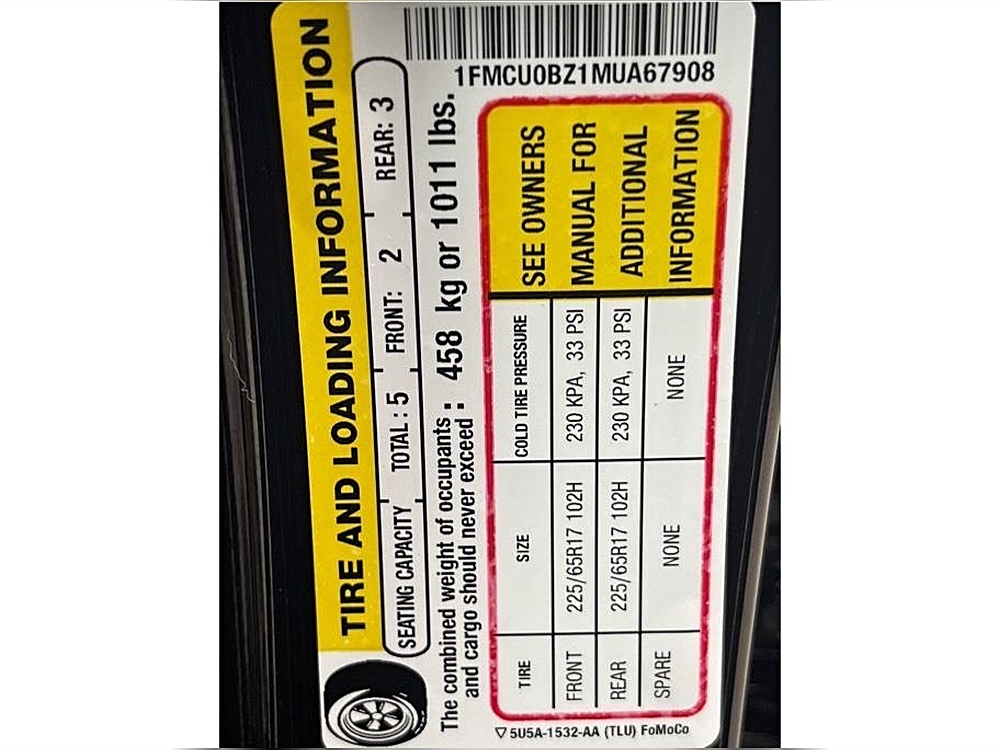 TIRE AND LOADING INFORMATION
SEATING CAPACITY TOTAL : 5 FRONT: 2 REAR: 3
The combined weight of occupants
and cargo should never exceed : 458 kg or 1011 lbs.
1FMCU0BZ1MUA67908
TIRE SIZE COLD TIRE PRESSURE
FRONT 225/65R17 102H 230 KPA, 33 PSI
REAR 225/65R17 102H 230 KPA, 33 PSI
SPARE NONE NONE
SEE OWNERS
MANUAL FOR
ADDITIONAL
INFORMATION
5U5A-1532-AA (TLU) FoMoCo